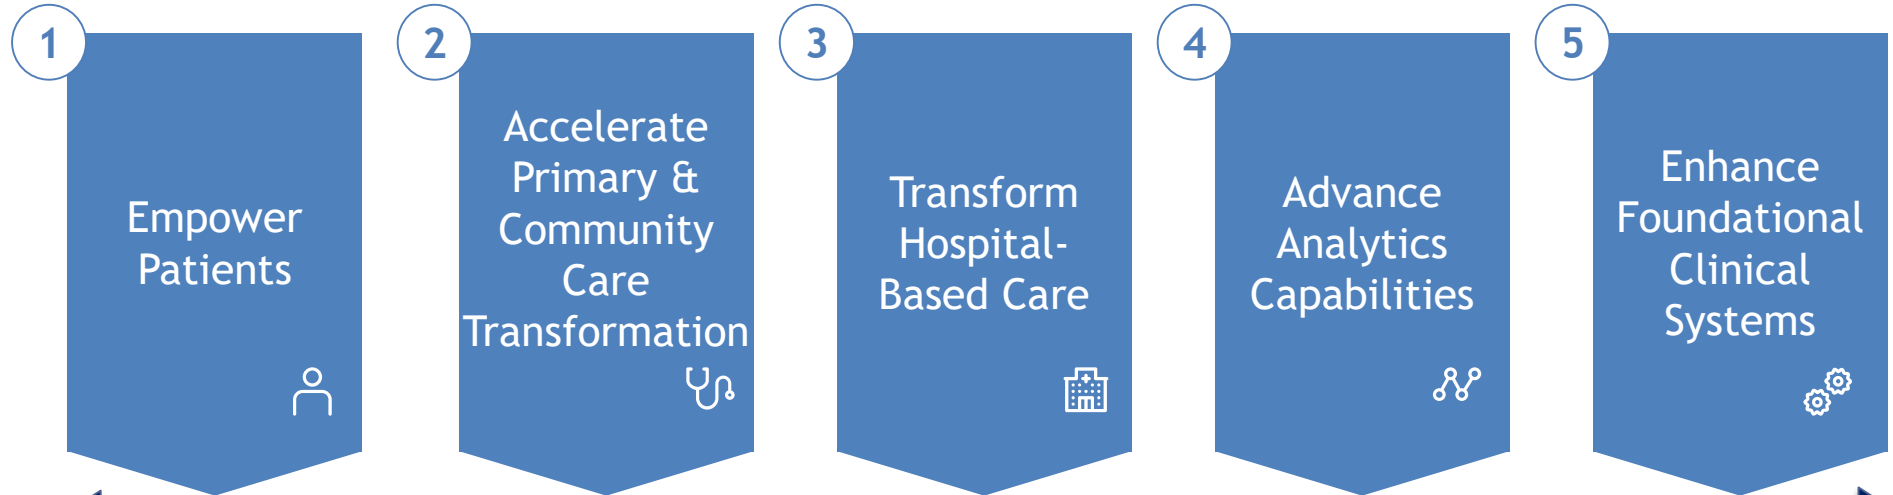 1
Empower
Patients
2
Accelerate
Primary &
Community
Care
Transformation
3
Transform
Hospital-
Based Care
4
Advance
Analytics
Capabilities
5
Enhance
Foundational
Clinical
Systems